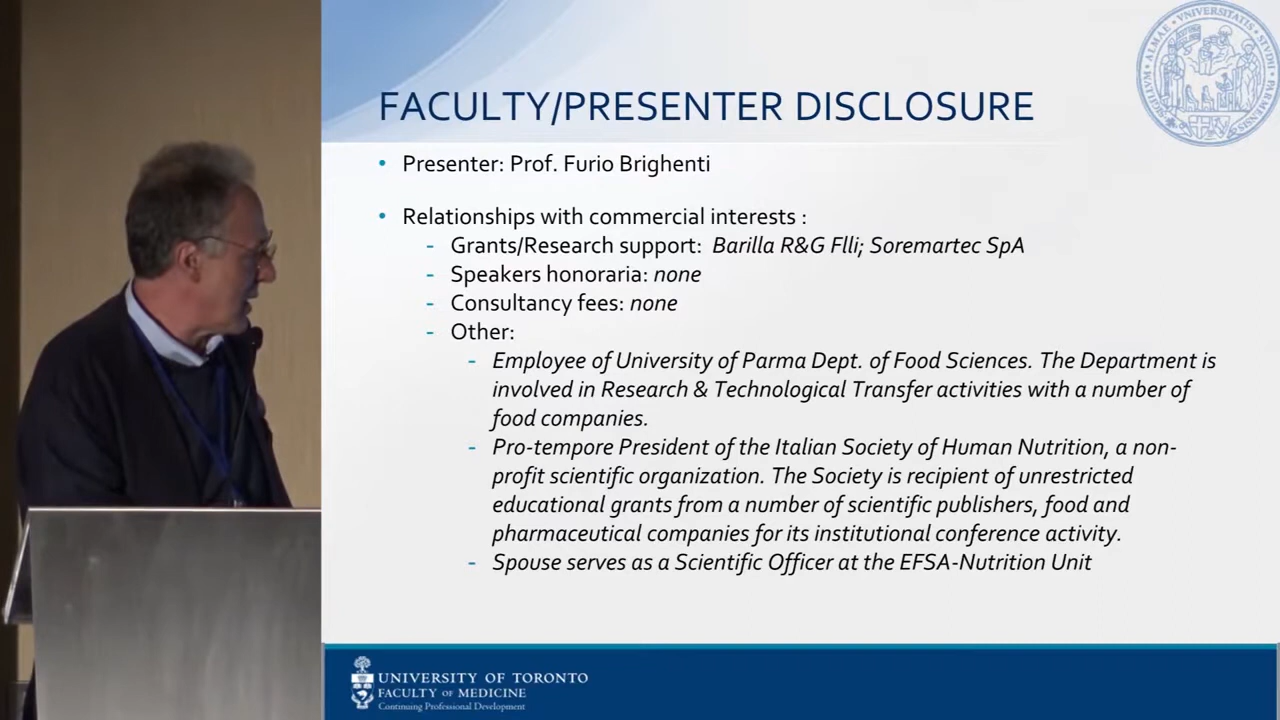 FACULTY/PRESENTER DISCLOSURE
• Presenter: Prof. Furio Brighenti
• Relationships with commercial interests :
- Grants/Research support: Barilla R&G Flli; Soremartec SpA
- Speakers honoraria: none
- Consultancy fees: none
- Other:
- Employee of University of Parma Dept. of Food Sciences. The Department is
involved in Research & Technological Transfer activities with a number of
food companies.
- Pro-tempore President of the Italian Society of Human Nutrition, a non-
profit scientific organization. The Society is recipient of unrestricted
educational grants from a number of scientific publishers, food and
pharmaceutical companies for its institutional conference activity.
- Spouse serves as a Scientific Officer at the EFSA-Nutrition Unit
UNIVERSITY OF TORONTO
FACULTY OF MEDICINE
Continuing Professional Development